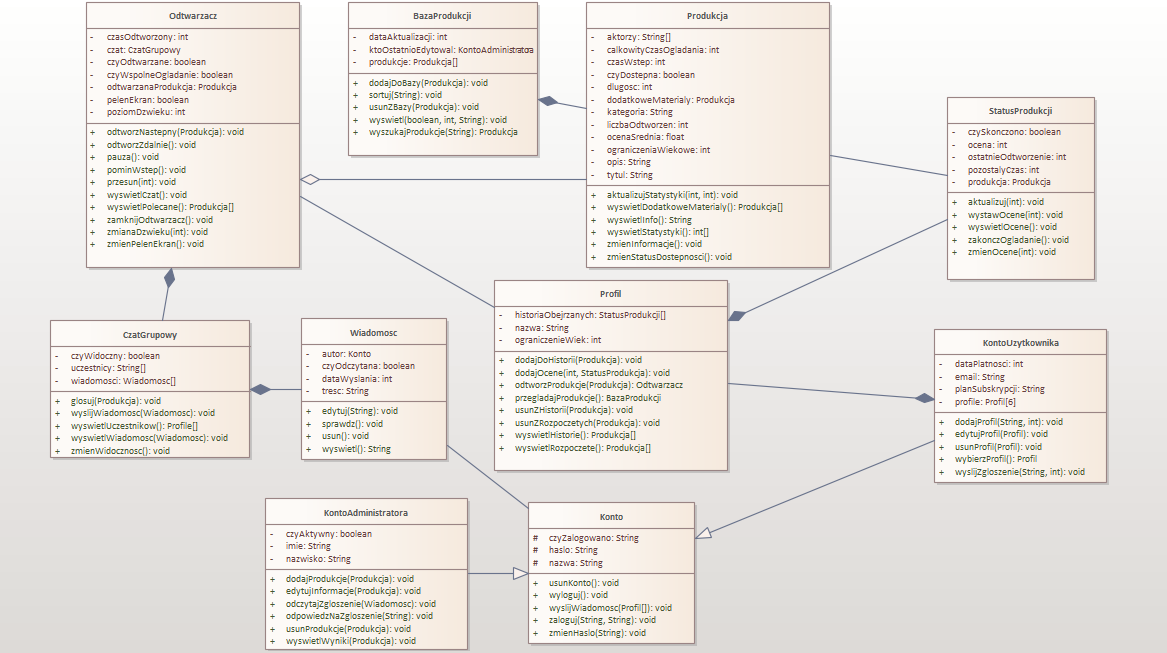 Odtwarzacz
- czasOdtworzony: int
- czat: CzatGrupowy
- czyOdtwarzane: boolean
- czyWspolneOgladanie: boolean
- odtwarzanaProdukcja: Produkcja
- pelenEkran: boolean
- poziomDzwieku: int
+ odtworzNastepny(Produkcja): void
+ odtworzZdalnie(): void
+ pauza(): void
+ pominWstep(): void
+ przesun(int): void
+ wyswietlCzat(): void
+ wyswietlPolecane(): Produkcja[]
+ zamknijOdtwarzacz(): void
+ zmianaDzwieku(int): void
+ zmienPelenEkran(): void
BazaProdukcji
- dataAktualizacji: int
- ktoOstatnioEdytowal: KontoAdministratora
- produkcje: Produkcja[]
+ dodajDoBazy(Produkcja): void
+ sortuj(String): void
+ usunZBazy(Produkcja): void
+ wyswietl(boolean, int, String): void
+ wyszukajProdukcje(String): Produkcja
Produkcja
- aktorzy: String[]
- calkowityCzasOgladania: int
- czasWstep: int
- czyDostepna: boolean
- dlugosc: int
- dodatkoweMaterialy: Produkcja
- kategoria: String
- liczbaOdtworzen: int
- ocenaSrednia: float
- ograniczeniaWiekowe: int
- opis: String
- tytul: String
+ aktualizujStatystyki(int, int): void
+ wyswietlDodatkoweMaterialy(): Produkcja[]
+ wyswietlInfo(): String
+ wyswietlStatystyki(): int[]
+ zmienInformacje(): void
+ zmienStatusDostepnosci(): void
StatusProdukcji
- czySkonczono: boolean
- ocena: int
- ostatnieOdtworzenie: int
- pozostalyCzas: int
- produkcja: Produkcja
+ aktualizuj(int): void
+ wystawOcene(int): void
+ wyswietlOcene(): void
+ zakonczOgladanie(): void
+ zmienOcene(int): void
Profil
- historiaObejrzanych: StatusProdukcji[]
- nazwa: String
- ograniczenieWiek: int
+ dodajDoHistorii(Produkcja): void
+ dodajOcene(int, StatusProdukcji): void
+ odtworzProdukcje(Produkcja): Odtwarzacz
+ przegladajProdukcje(): BazaProdukcji
+ usunZHistorii(Produkcja): void
+ usunZRozpoczetych(Produkcja): void
+ wyswietlHistorie(): Produkcja[]
+ wyswietlRozpoczete(): Produkcja[]
CzatGrupowy
- czyWidoczny: boolean
- uczestnicy: String[]
- wiadomosci: Wiadomosc[]
+ glosuj(Produkcja): void
+ wyslijWiadomosc(Wiadomosc): void
+ wyswietlUczestnikow(): Profile[]
+ wyswietlWiadomosc(Wiadomosc): void
+ zmienWidocznosc(): void
Wiadomosc
- autor: Konto
- czyOdczytana: boolean
- dataWyslania: int
- tresc: String
+ edytuj(String): void
+ sprawdz(): void
+ usun(): void
+ wyswietl(): String
KontoUzytkownika
- dataPlatnosci: int
- email: String
- planSubskrypcji: String
- profile: Profil[6]
+ dodajProfil(String, int): void
+ edytujProfil(Profil): void
+ usunProfil(Profil): void
+ wybierzProfil(): Profil
+ wyslijZgloszenie(String, int): void
KontoAdministratora
- czyAktywny: boolean
- imie: String
- nazwisko: String
+ dodajProdukcje(Produkcja): void
+ edytujInformacje(Produkcja): void
+ odczytajZgloszenie(Wiadomosc): void
+ odpowiedzNaZgloszenie(String): void
+ usunProdukcje(Produkcja): void
+ wyswietlWyniki(Produkcja): void
Konto
# czyZalogowano: String
# haslo: String
# nazwa: String
+ usunKonto(): void
+ wyloguj(): void
+ wyslijWiadomosc(Profil[]): void
+ zaloguj(String, String): void
+ zmienHaslo(String): void